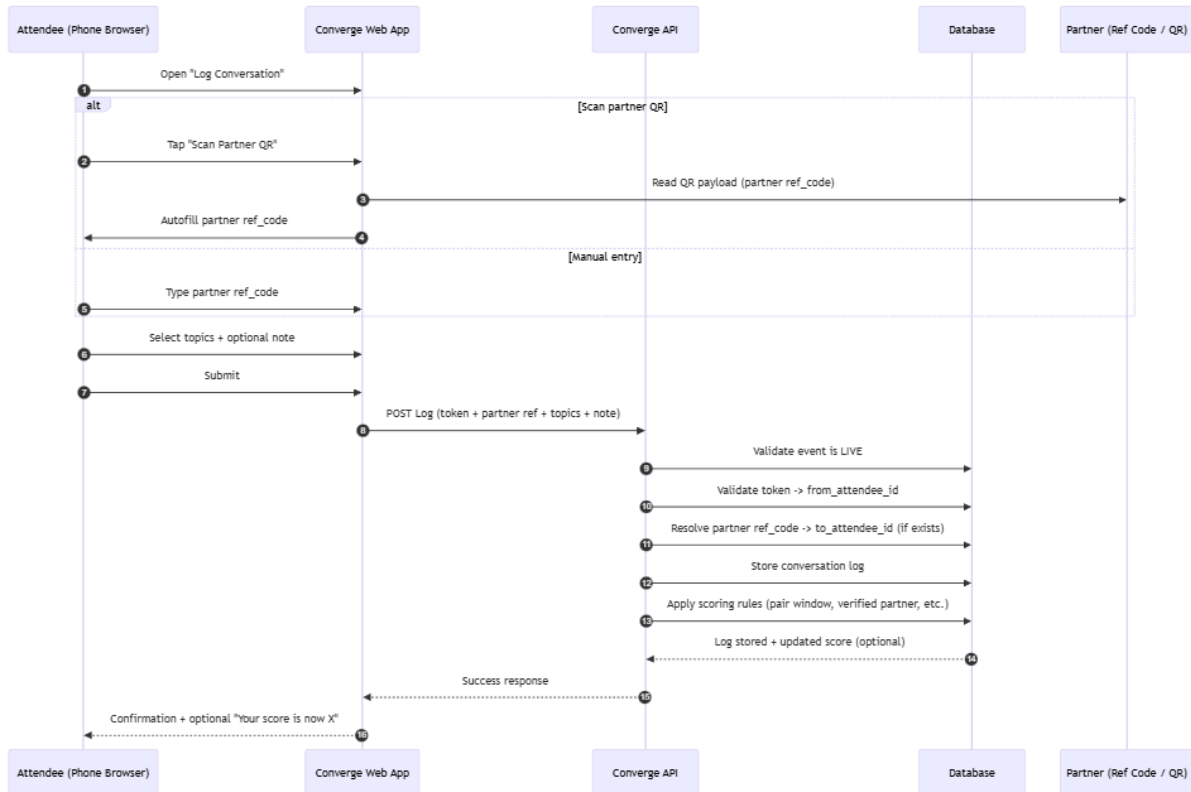 Attendee (Phone Browser)
Converge Web App
Converge API
Database
Partner (Ref Code / QR)
Open "Log Conversation"
1
alt
[Scan partner QR]
Tap "Scan Partner QR"
2
Read QR payload (partner ref_code)
3
Autofill partner ref_code
4
[Manual entry]
Type partner ref_code
5
Select topics + optional note
6
Submit
7
POST Log (token + partner ref + topics + note)
8
Validate event is LIVE
9
Validate token -> from_attendee_id
10
Resolve partner ref_code -> to_attendee_id (if exists)
11
Store conversation log
12
Apply scoring rules (pair window, verified partner, etc.)
13
Log stored + updated score (optional)
14
Success response
15
Confirmation + optional "Your score is now X"
16
Attendee (Phone Browser)
Converge Web App
Converge API
Database
Partner (Ref Code / QR)